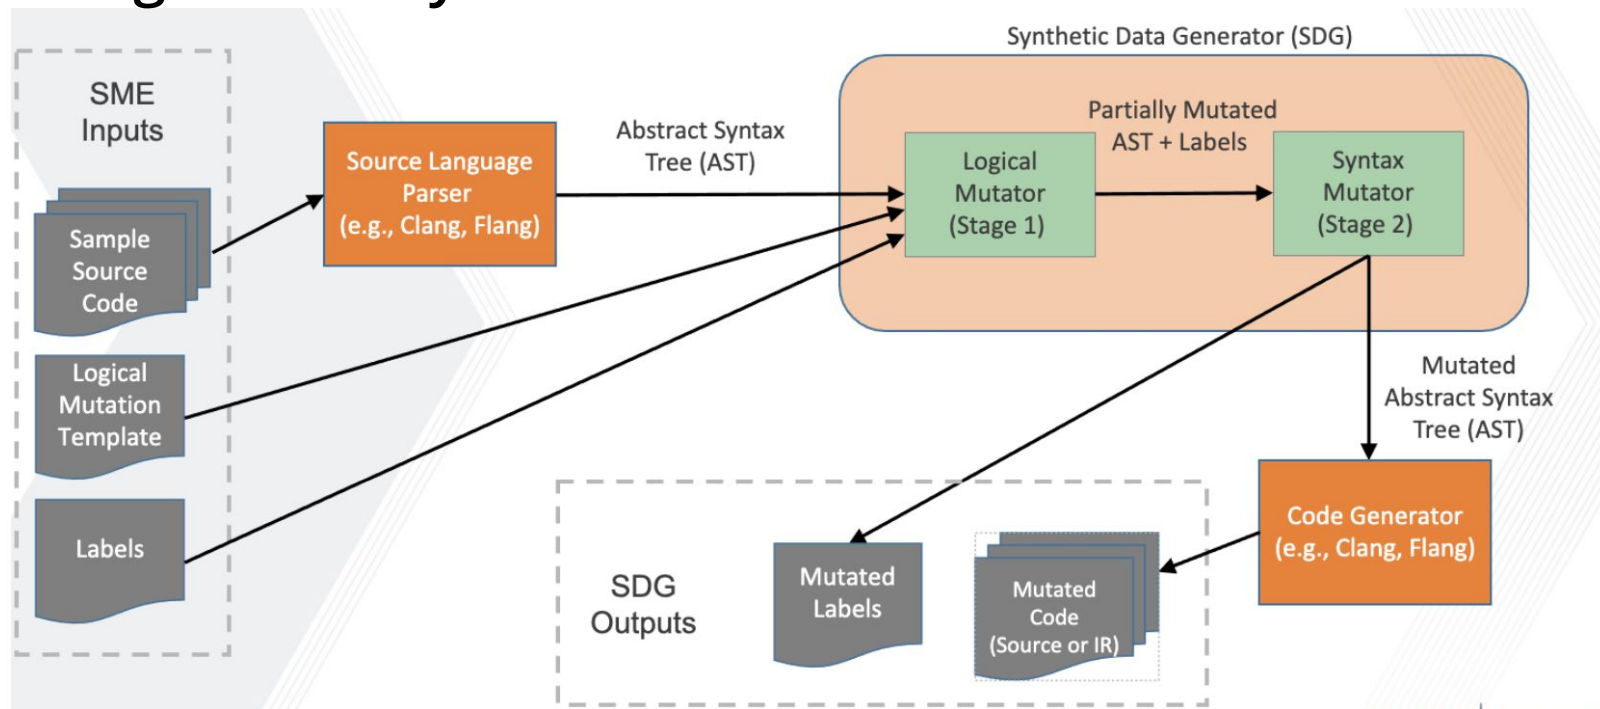 Synthetic Data Generator (SDG)
SME
Inputs
Sample
Source
Code
Logical
Mutation
Template
Labels
Source Language
Parser
(e.g., Clang, Flang)
Abstract Syntax
Tree (AST)
Logical
Mutator
(Stage 1)
Partially Mutated
AST + Labels
Syntax
Mutator
(Stage 2)
Mutated
Abstract Syntax
Tree (AST)
Code Generator
(e.g., Clang, Flang)
SDG
Outputs
Mutated
Labels
Mutated
Code
(Source or IR)